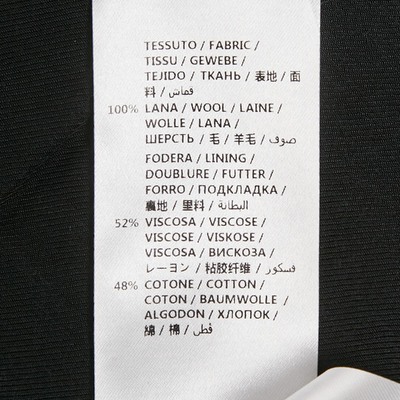 TESSUTO / FABRIC /
TISSU / GEWEBE /
TEJIDO / ТКАНЬ / 表地 / 面
料 / قماش
100% LANA / WOOL / LAINE /
WOLLE / LANA /
ШЕРСТЬ / 毛 / 羊毛 / صوف
FODERA / LINING /
DOUBLURE / FUTTER /
FORRO / ПОДКЛАДКА /
裏地 / 里料 / البطانة
52% VISCOSA / VISCOSE /
VISCOSE / VISKOSE /
VISCOSA / ВИСКОЗА /
レーヨン / 粘胶纤维 / فسكوز
48% COTONE / COTTON /
COTON / BAUMWOLLE /
ALGODON / ХЛОПОК /
綿 / 棉 / قطن